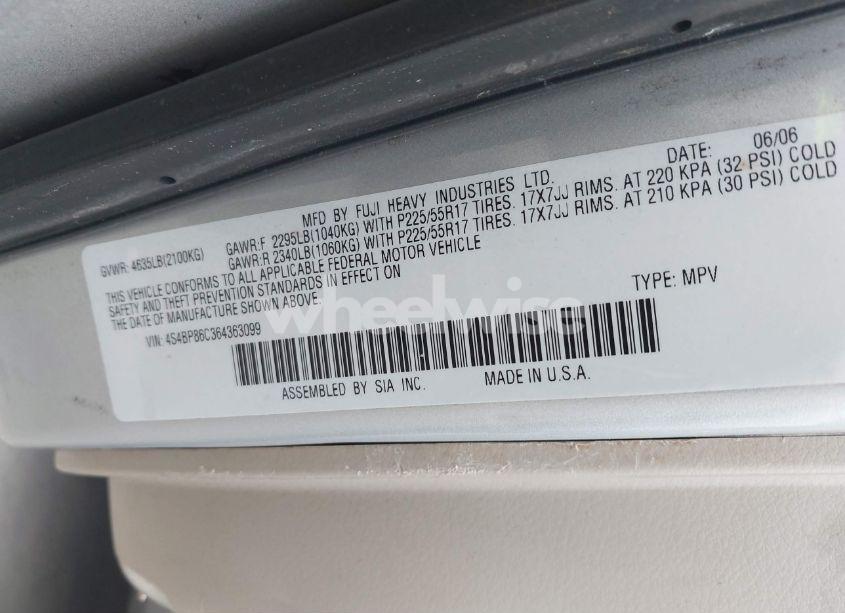 MFD BY FUJI HEAVY INDUSTRIES LTD. DATE: 06/06
GVWR: 4635LB(2100KG) GAWR:F 2295LB(1040KG) WITH P225/55R17 TIRES. 17X7JJ RIMS. AT 220 KPA (32 PSI) COLD
GAWR:R 2340LB(1060KG) WITH P225/55R17 TIRES. 17X7JJ RIMS. AT 210 KPA (30 PSI) COLD
THIS VEHICLE CONFORMS TO ALL APPLICABLE FEDERAL MOTOR VEHICLE
SAFETY AND THEFT PREVENTION STANDARDS IN EFFECT ON
THE DATE OF MANUFACTURE SHOWN ABOVE.
VIN: 4S4BP86C364363099 TYPE: MPV
ASSEMBLED BY SIA INC. MADE IN U.S.A.
wheelwise